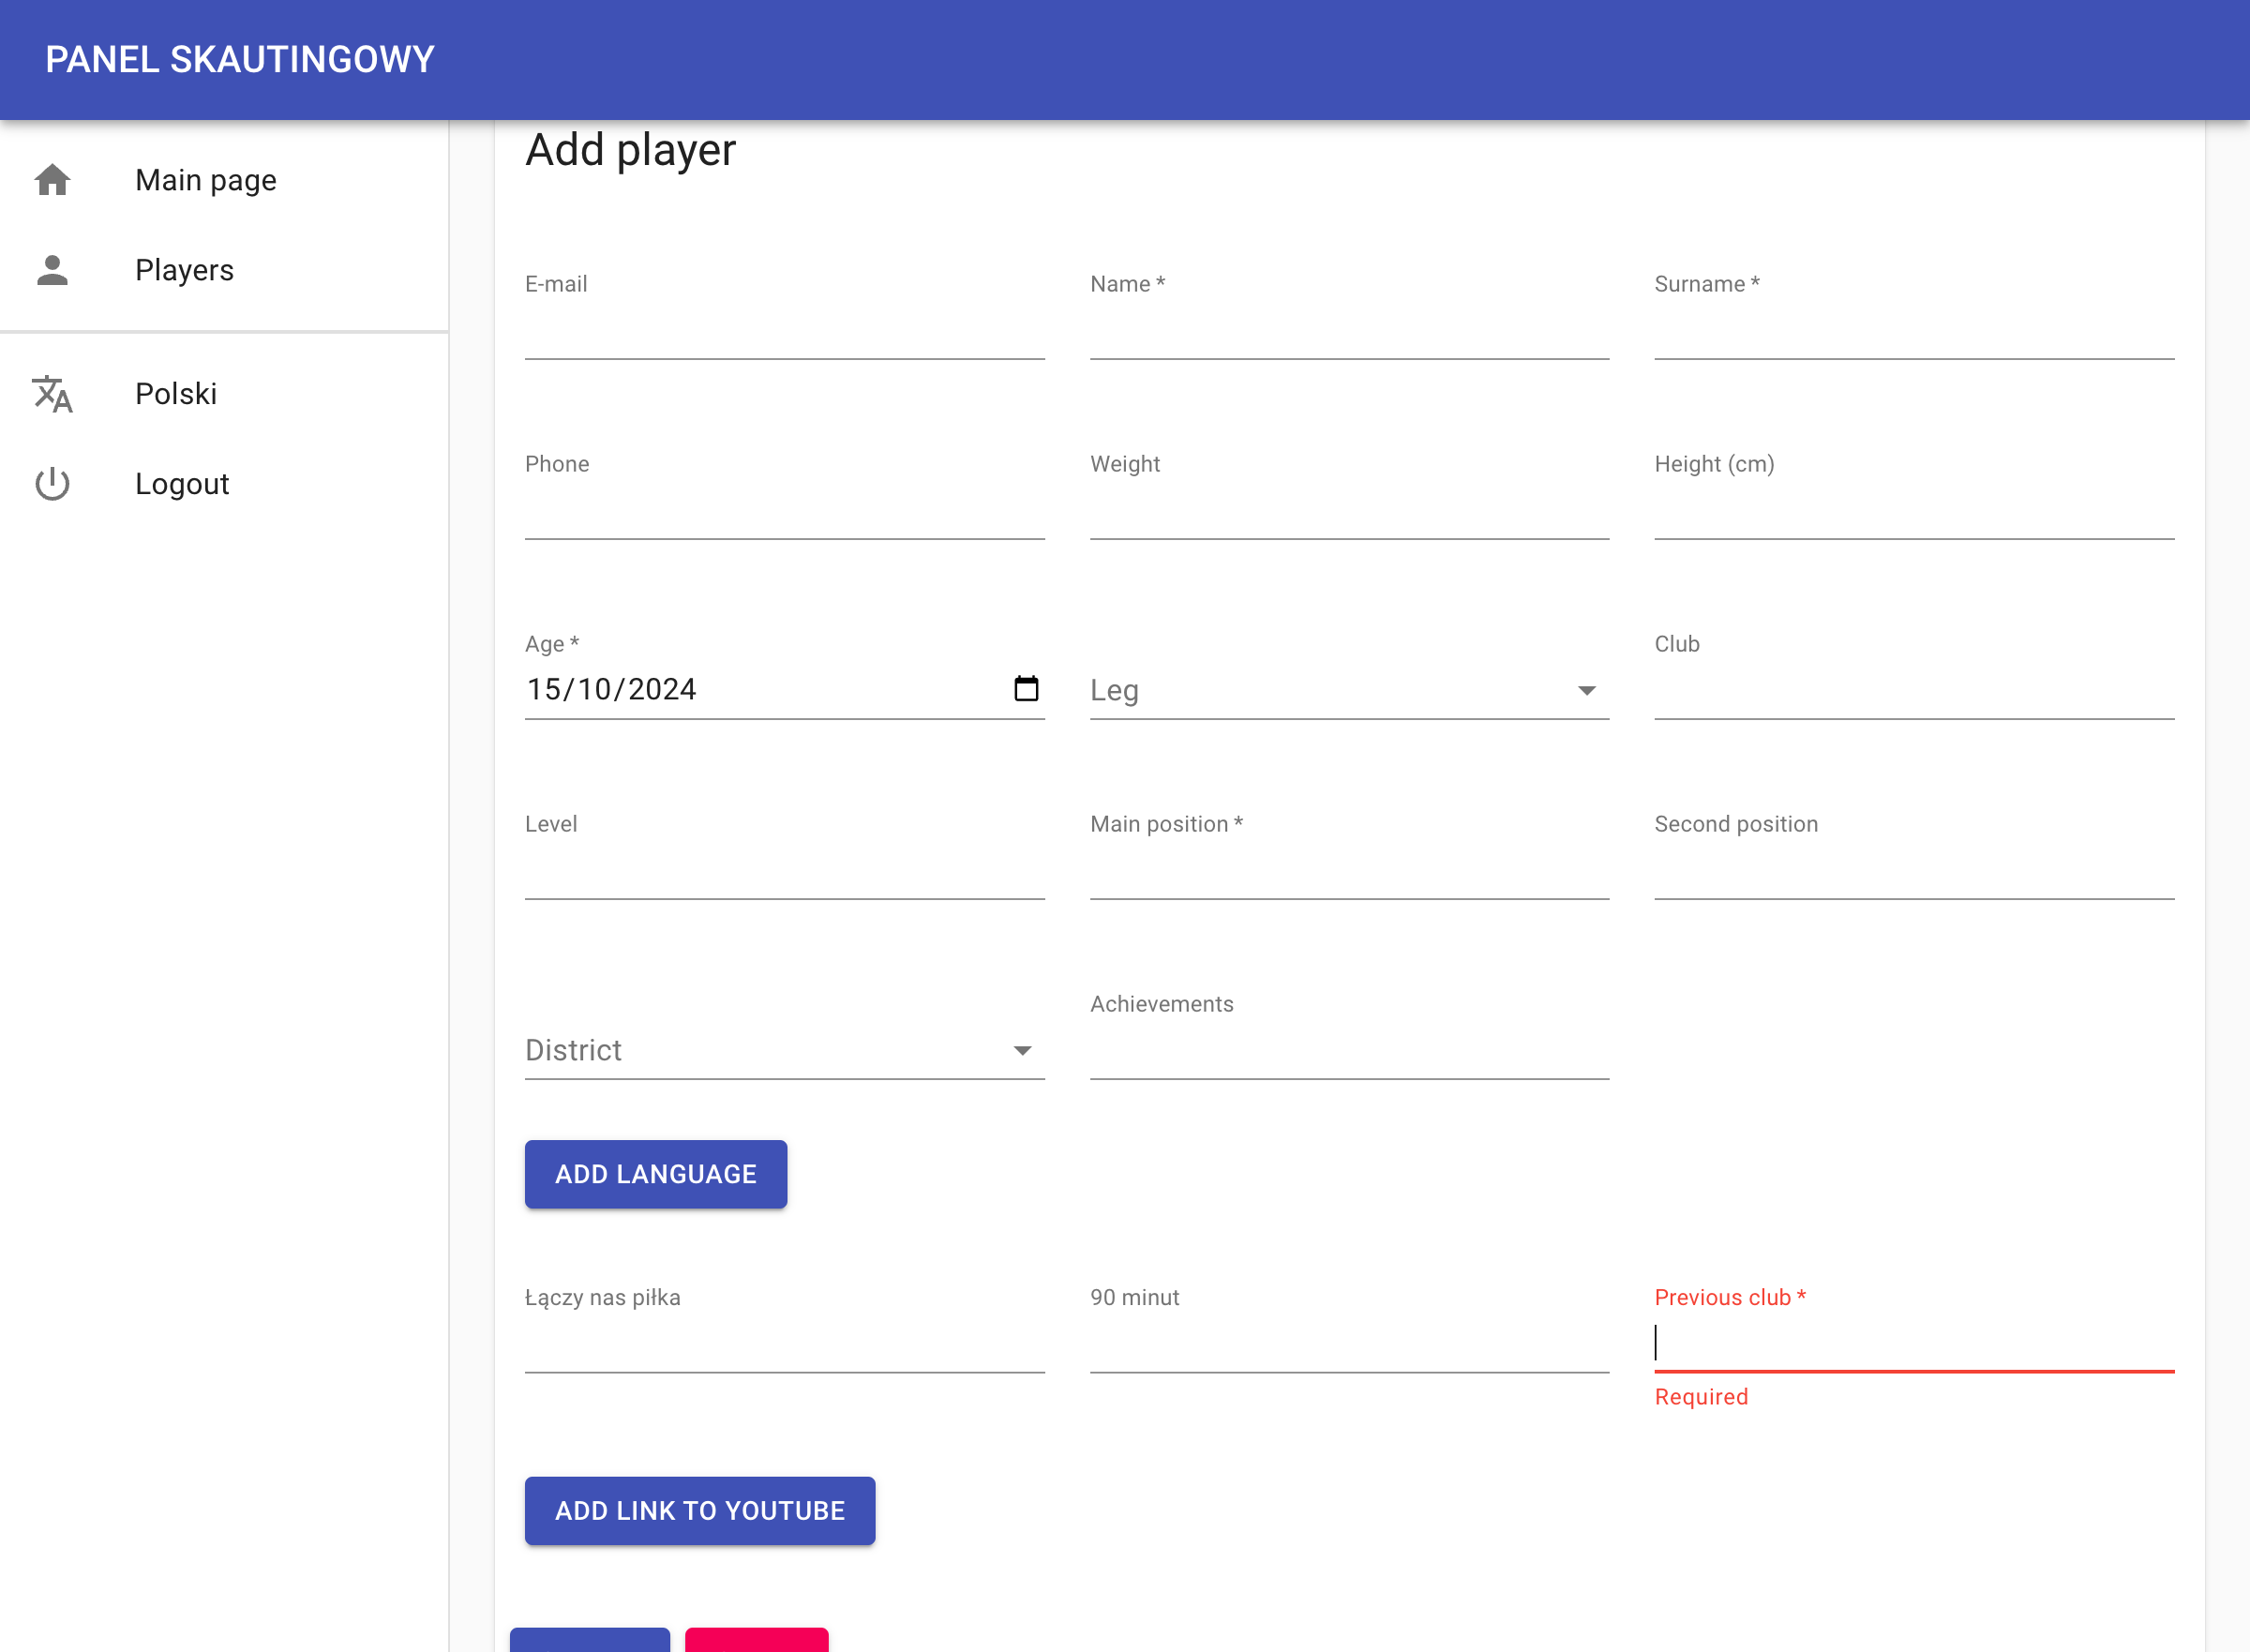 PANEL SKAUTINGOWY
Main page
Players
Polski
Logout
Add player
E-mail
Name *
Surname *
Phone
Weight
Height (cm)
Age *
15/10/2024
Leg
Club
Level
Main position *
Second position
District
Achievements
ADD LANGUAGE
Łączy nas piłka
90 minut
Previous club *
Required
ADD LINK TO YOUTUBE